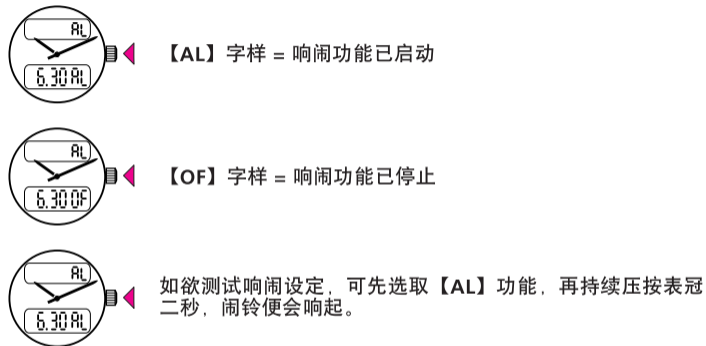 AL
6.30 AL
【AL】字样 = 响闹功能已启动
AL
6.30 OF
【OF】字样 = 响闹功能已停止
AL
6.30 AL
如欲测试响闹设定，可先选取【AL】功能，再持续压按表冠
二秒，闹铃便会响起。